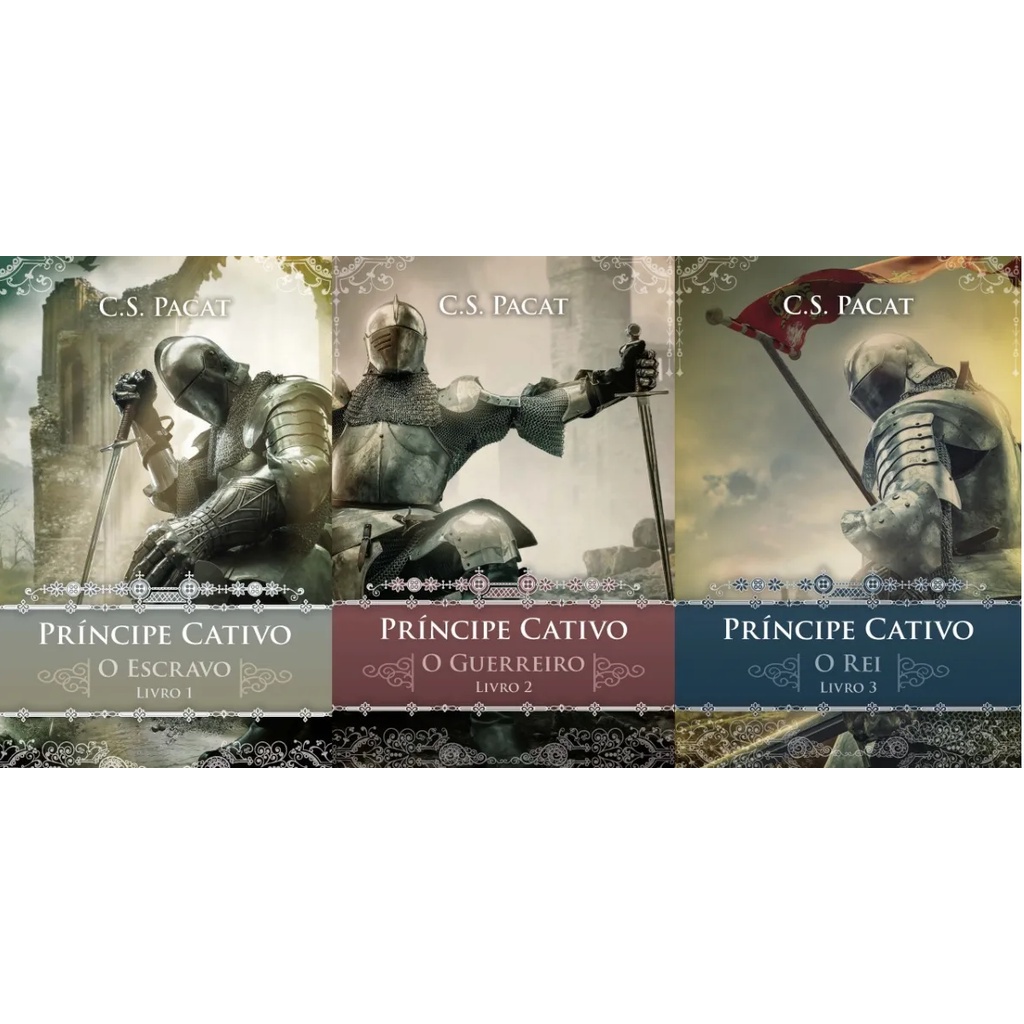 C.S. Pacat
Príncipe Cativo
O Escravo
Livro 1
C.S. Pacat
Príncipe Cativo
O Guerreiro
Livro 2
C.S. Pacat
Príncipe Cativo
O Rei
Livro 3